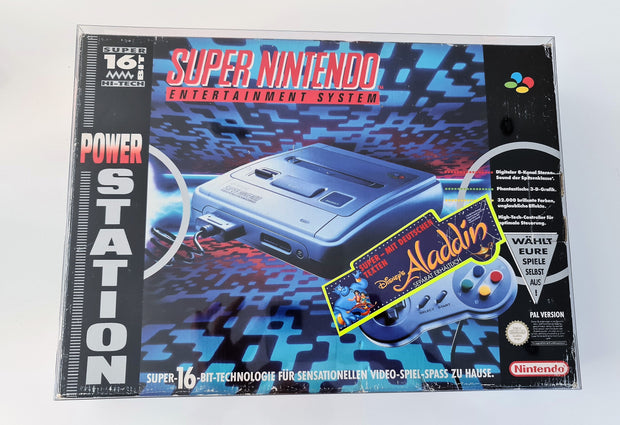 SUPER
16
BIT
HI-TECH
POWER
STATION
SUPER NINTENDO
ENTERTAINMENT SYSTEM
Digitaler 8-Kanal Stereo-
Sound der Spitzenklasse.
Phantastische 3-D-Grafik.
32.000 brillante Farben,
unglaubliche Effekte.
High-Tech-Controller für
optimale Steuerung.
WÄHLT
EURE
SPIELE
SELBST
AUS !
SUPER - MIT DEUTSCHEN
TEXTEN
Disney's
Aladdin
SEPARAT ERHÄLTLICH
SELECT START
PAL VERSION
Nintendo
SUPER-16-BIT-TECHNOLOGIE FÜR SENSATIONELLEN VIDEO-SPIEL-SPASS ZU HAUSE.